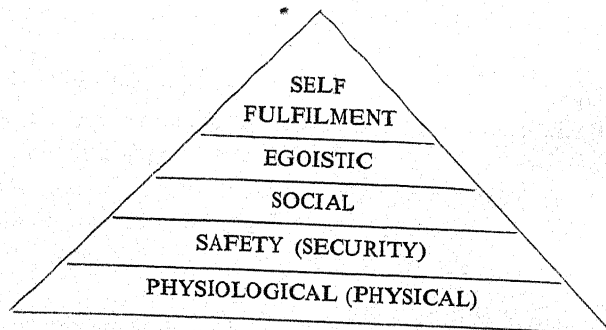 SELF
FULFILMENT
EGOISTIC
SOCIAL
SAFETY (SECURITY)
PHYSIOLOGICAL (PHYSICAL)